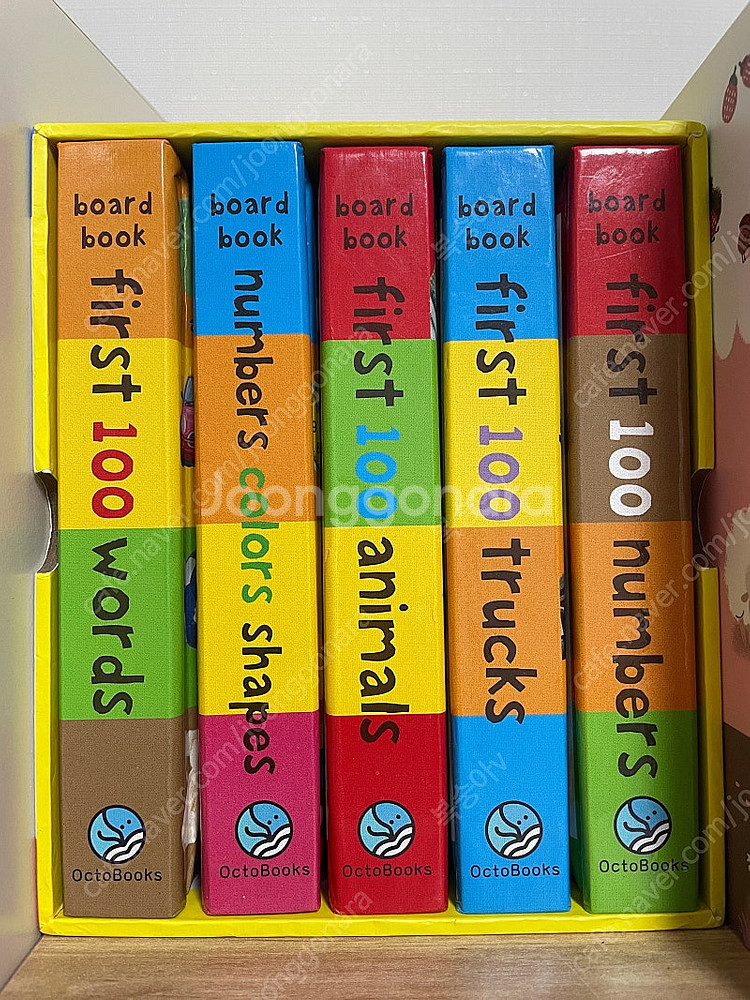 board
book
first 100 words
OctoBooks
board
book
numbers colors shapes
OctoBooks
board
book
first 100 animals
OctoBooks
board
book
first 100 trucks
OctoBooks
board
book
first 100 numbers
OctoBooks
Joonggonara